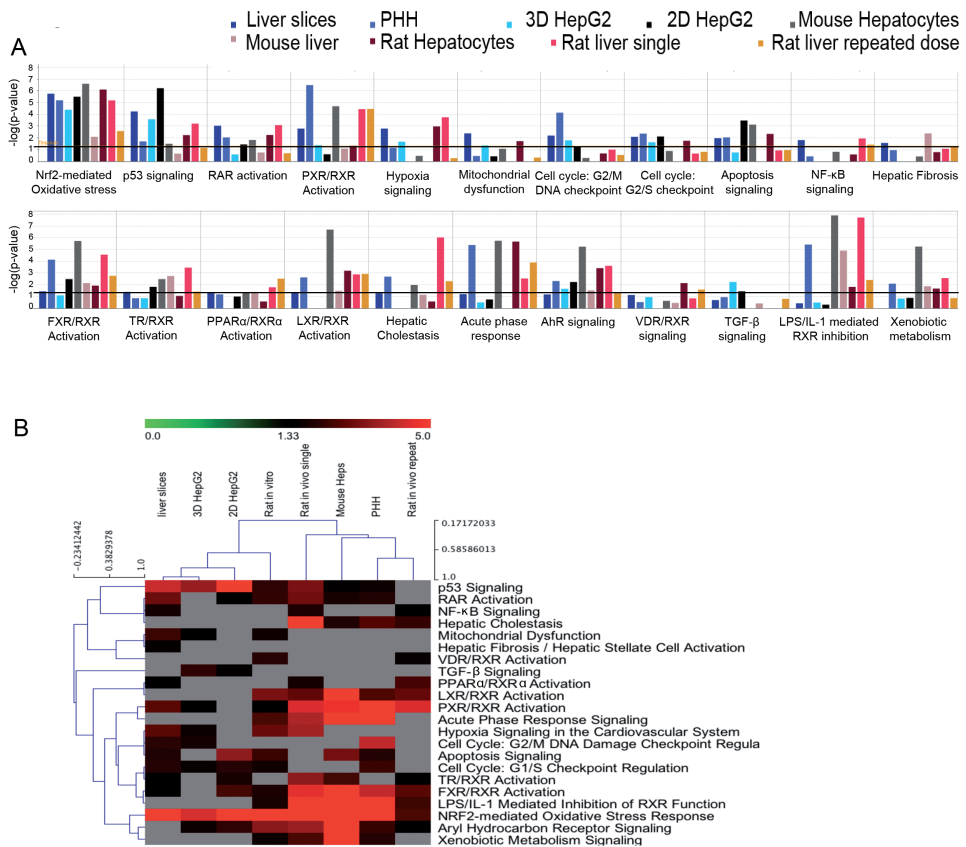 Liver slices PHH 3D HepG2 2D HepG2 Mouse Hepatocytes
Mouse liver Rat Hepatocytes Rat liver single Rat liver repeated dose
A
-log(p-value)
8
7
6
5
4
3
2
1
0
Nrf2-mediated Oxidative stress
p53 signaling
RAR activation
PXR/RXR Activation
Hypoxia signaling
Mitochondrial dysfunction
Cell cycle: G2/M DNA checkpoint
Cell cycle: G2/S checkpoint
Apoptosis signaling
NF-κB signaling
Hepatic Fibrosis
-log(p-value)
8
7
6
5
4
3
2
1
0
FXR/RXR Activation
TR/RXR Activation
PPARα/RXRα Activation
LXR/RXR Activation
Hepatic Cholestasis
Acute phase response
AhR signaling
VDR/RXR signaling
TGF-β signaling
LPS/IL-1 mediated RXR inhibition
Xenobiotic metabolism
B
0.0 1.33 5.0
liver slices
3D HepG2
2D HepG2
Rat in vitro
Rat in vivo single
Mouse Heps
PHH
Rat in vivo repeat
0.17172033
0.58586013
1.0
-0.23412442
0.3829378
1.0
p53 Signaling
RAR Activation
NF-κB Signaling
Hepatic Cholestasis
Mitochondrial Dysfunction
Hepatic Fibrosis / Hepatic Stellate Cell Activation
VDR/RXR Activation
TGF-β Signaling
PPARα/RXRα Activation
LXR/RXR Activation
PXR/RXR Activation
Acute Phase Response Signaling
Hypoxia Signaling in the Cardiovascular System
Cell Cycle: G2/M DNA Damage Checkpoint Regula
Apoptosis Signaling
Cell Cycle: G1/S Checkpoint Regulation
TR/RXR Activation
FXR/RXR Activation
LPS/IL-1 Mediated Inhibition of RXR Function
NRF2-mediated Oxidative Stress Response
Aryl Hydrocarbon Receptor Signaling
Xenobiotic Metabolism Signaling